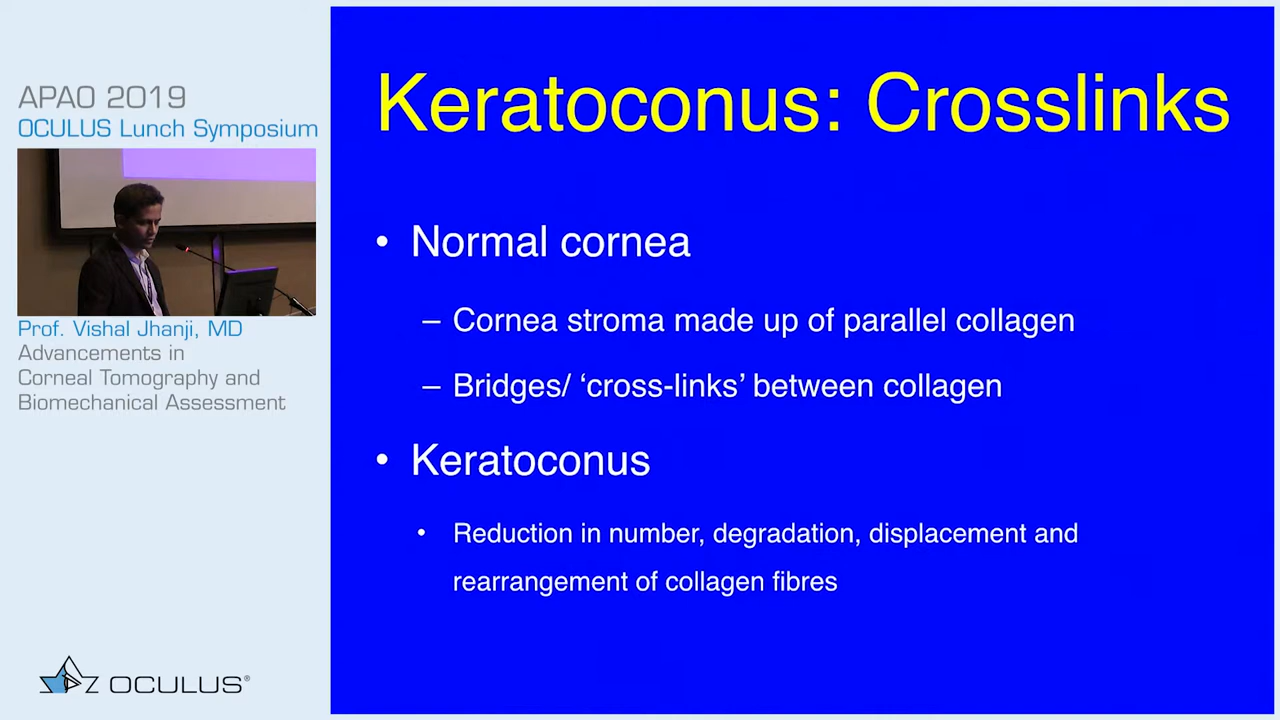 APAO 2019
OCULUS Lunch Symposium
Prof. Vishal Jhanji, MD
Advancements in
Corneal Tomography and
Biomechanical Assessment
OCULUS®
Keratoconus: Crosslinks
• Normal cornea
– Cornea stroma made up of parallel collagen
– Bridges/ ‘cross-links’ between collagen
• Keratoconus
• Reduction in number, degradation, displacement and
rearrangement of collagen fibres